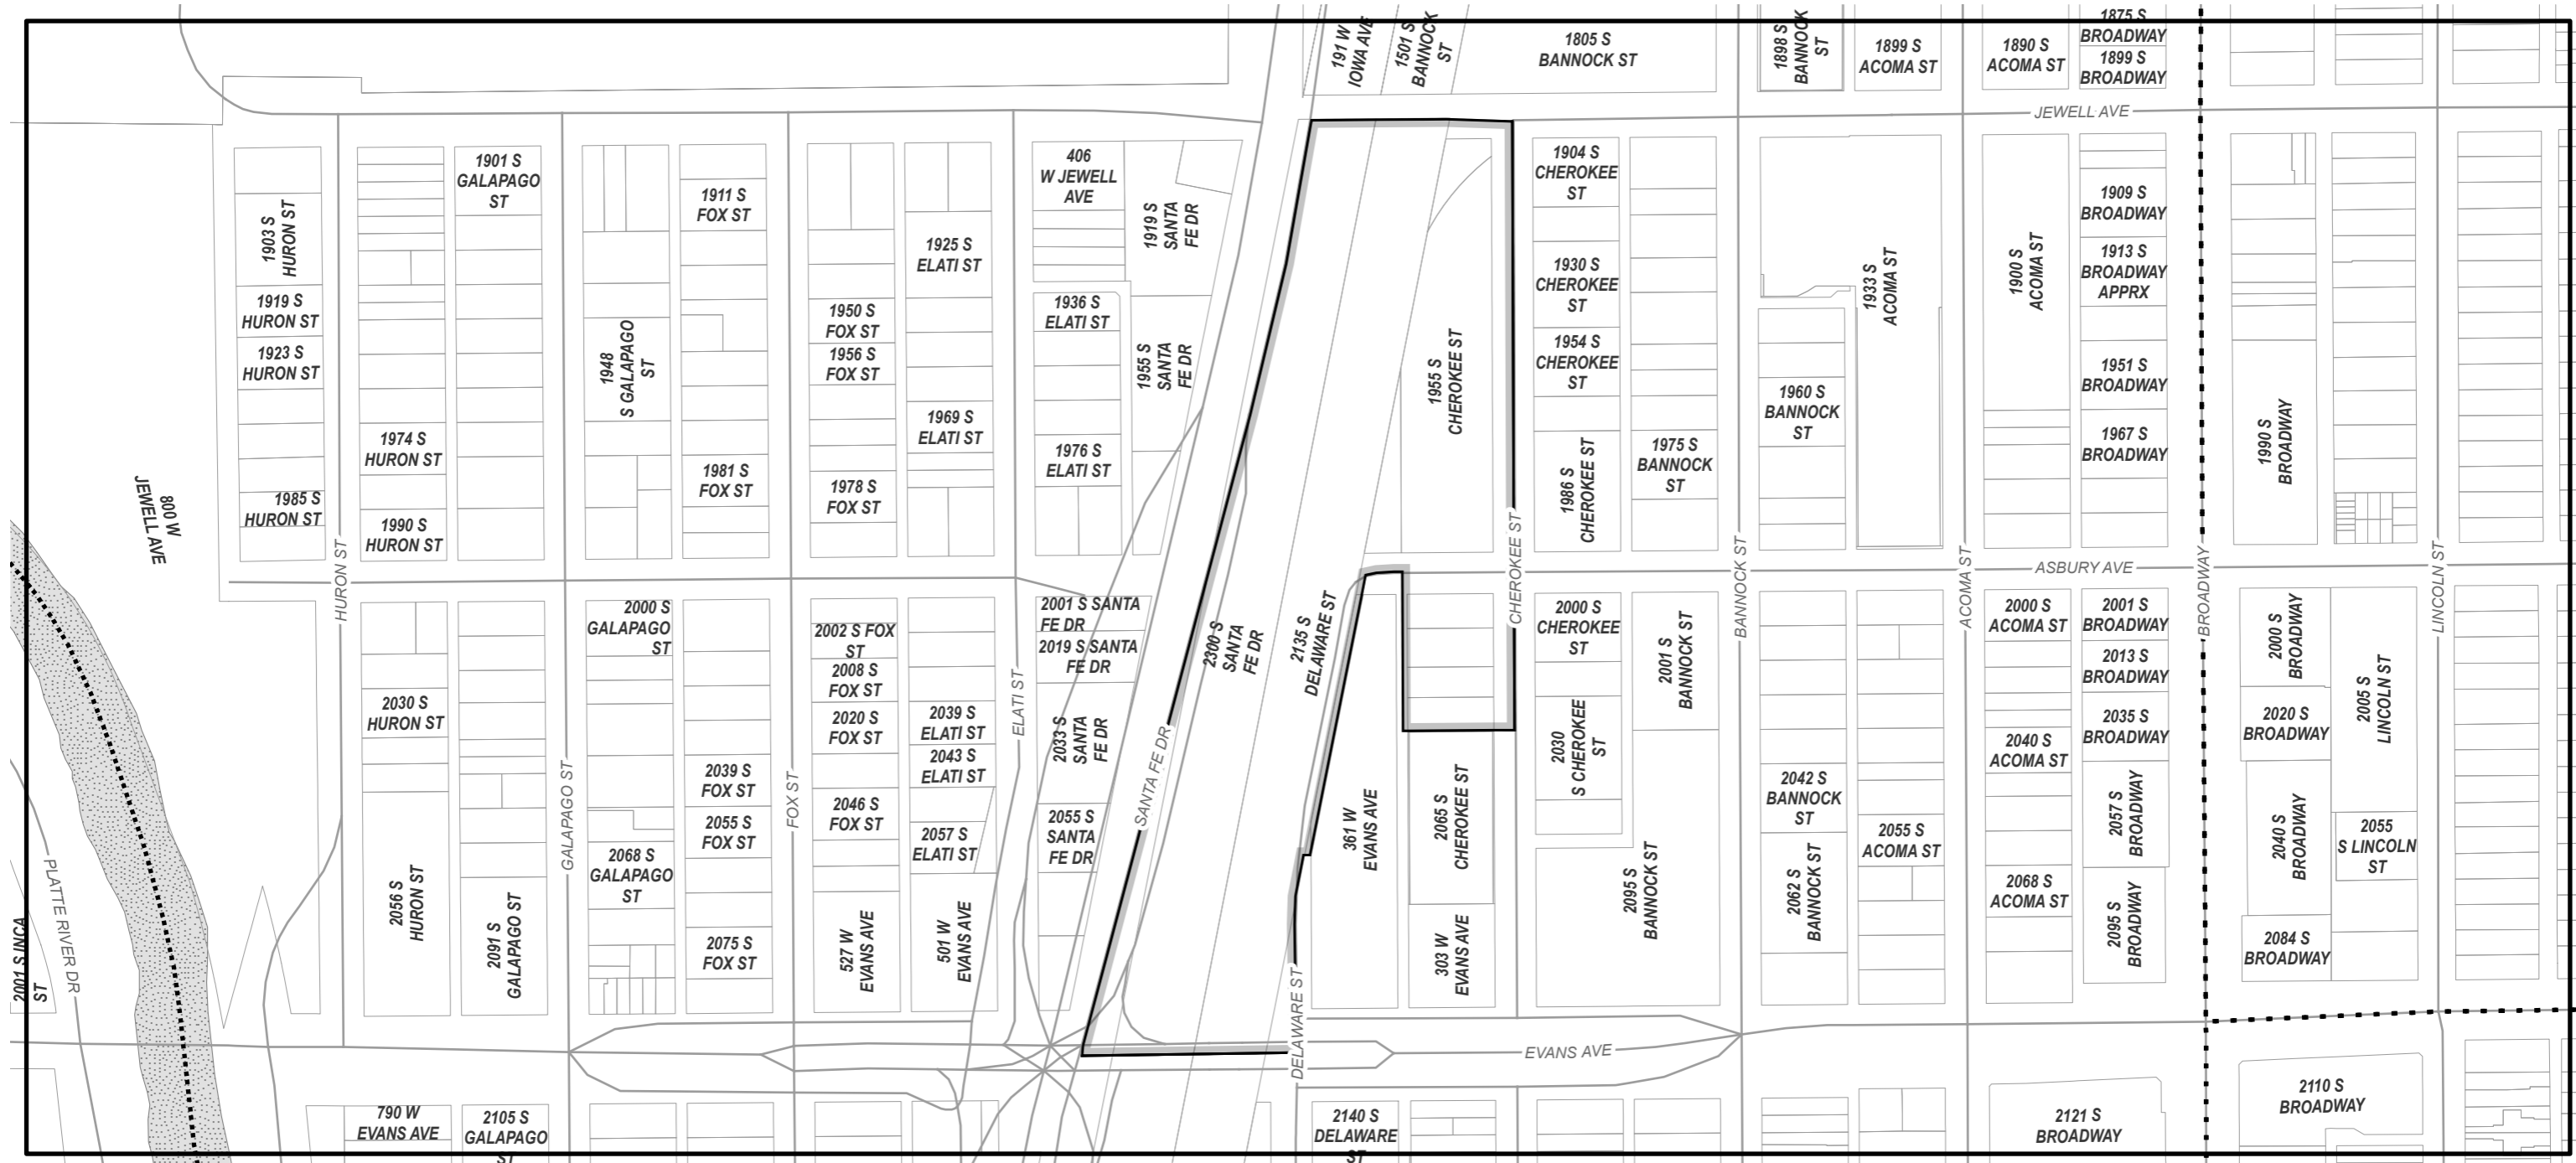 191 W
IOWA AVE
1501 S
BANNOCK
ST
1805 S
BANNOCK ST
1898 S
BANNOCK
ST
1899 S
ACOMA ST
1890 S
ACOMA ST
1875 S
BROADWAY
1899 S
BROADWAY
JEWELL AVE
1901 S
GALAPAGO
ST
1911 S
FOX ST
406
W JEWELL
AVE
1904 S
CHEROKEE
ST
1903 S
HURON ST
1925 S
ELATI ST
1919 S
SANTA
FE DR
1909 S
BROADWAY
1913 S
BROADWAY
APPRX
1900 S
ACOMA ST
1933 S
ACOMA ST
1930 S
CHEROKEE
ST
1919 S
HURON ST
1923 S
HURON ST
1948
S GALAPAGO
ST
1950 S
FOX ST
1956 S
FOX ST
1936 S
ELATI ST
1955 S
SANTA
FE DR
1955 S
CHEROKEE ST
1954 S
CHEROKEE
ST
1951 S
BROADWAY
1960 S
BANNOCK
ST
1969 S
ELATI ST
1974 S
HURON ST
1976 S
ELATI ST
1967 S
BROADWAY
1990 S
BROADWAY
1981 S
FOX ST
1978 S
FOX ST
1986 S
CHEROKEE ST
1975 S
BANNOCK
ST
800 W
JEWELL AVE
1985 S
HURON ST
1990 S
HURON ST
HURON ST
CHEROKEE ST
BANNOCK ST
ACOMA ST
ASBURY AVE
BROADWAY
LINCOLN ST
2000 S
GALAPAGO
ST
2002 S FOX
ST
2008 S
FOX ST
2020 S
FOX ST
2001 S SANTA
FE DR
2019 S SANTA
FE DR
2300 S
SANTA
FE DR
2135 S
DELAWARE ST
2000 S
CHEROKEE
ST
2001 S
BANNOCK ST
2000 S
ACOMA ST
2001 S
BROADWAY
2013 S
BROADWAY
2000 S
BROADWAY
2005 S
LINCOLN ST
2030 S
HURON ST
2039 S
ELATI ST
2043 S
ELATI ST
ELATI ST
2033 S
SANTA
FE DR
2030
S CHEROKEE
ST
2035 S
BROADWAY
2020 S
BROADWAY
2040 S
ACOMA ST
2039 S
FOX ST
2055 S
FOX ST
GALAPAGO ST
FOX ST
2046 S
FOX ST
2057 S
ELATI ST
2055 S
SANTA
FE DR
SANTA FE DR
361 W
EVANS AVE
2065 S
CHEROKEE ST
2042 S
BANNOCK
ST
2055 S
ACOMA ST
2057 S
BROADWAY
2040 S
BROADWAY
2055
S LINCOLN
ST
2068 S
GALAPAGO
ST
2056 S
HURON ST
2091 S
GALAPAGO ST
2075 S
FOX ST
527 W
EVANS AVE
501 W
EVANS AVE
303 W
EVANS AVE
2095 S
BANNOCK ST
2062 S
BANNOCK ST
2068 S
ACOMA ST
2095 S
BROADWAY
2084 S
BROADWAY
2001 S INCA
ST
PLATTE RIVER DR
DELAWARE ST
EVANS AVE
790 W
EVANS AVE
2105 S
GALAPAGO
ST
2140 S
DELAWARE
ST
2121 S
BROADWAY
2110 S
BROADWAY